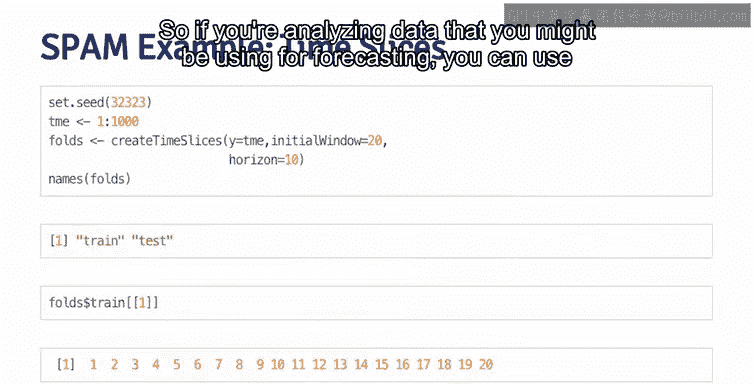 SPAM Example: Time Slices
So if you're analyzing data that you might
be using for forecasting, you can use
set.seed(32323)
tme <- 1:1000
folds <- createTimeSlices(y=tme,initialWindow=20,
horizon=10)
names(folds)
[1] "train" "test"
folds$train[[1]]
[1] 1 2 3 4 5 6 7 8 9 10 11 12 13 14 15 16 17 18 19 20